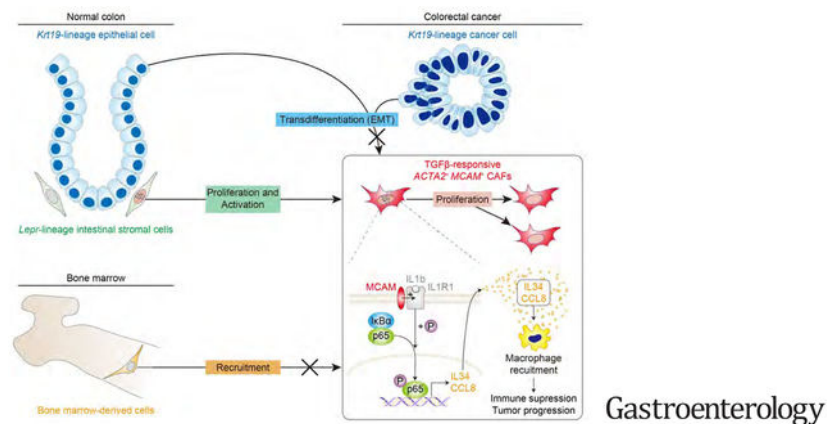 Normal colon
Krt19-lineage epithelial cell
Colorectal cancer
Krt19-lineage cancer cell
Transdifferentiation (EMT)
TGFβ-responsive
ACTA2⁺ MCAM⁺ CAFs
Proliferation and
Activation
Proliferation
Lepr-lineage intestinal stromal cells
Bone marrow
MCAM
IL1b
IL1R1
IκBα
p65
P
IL34
CCL8
Macrophage
recuitment
Recruitment
P
p65
IL34
CCL8
Immune supression
Tumor progression
Bone marrow-derived cells
Gastroenterology